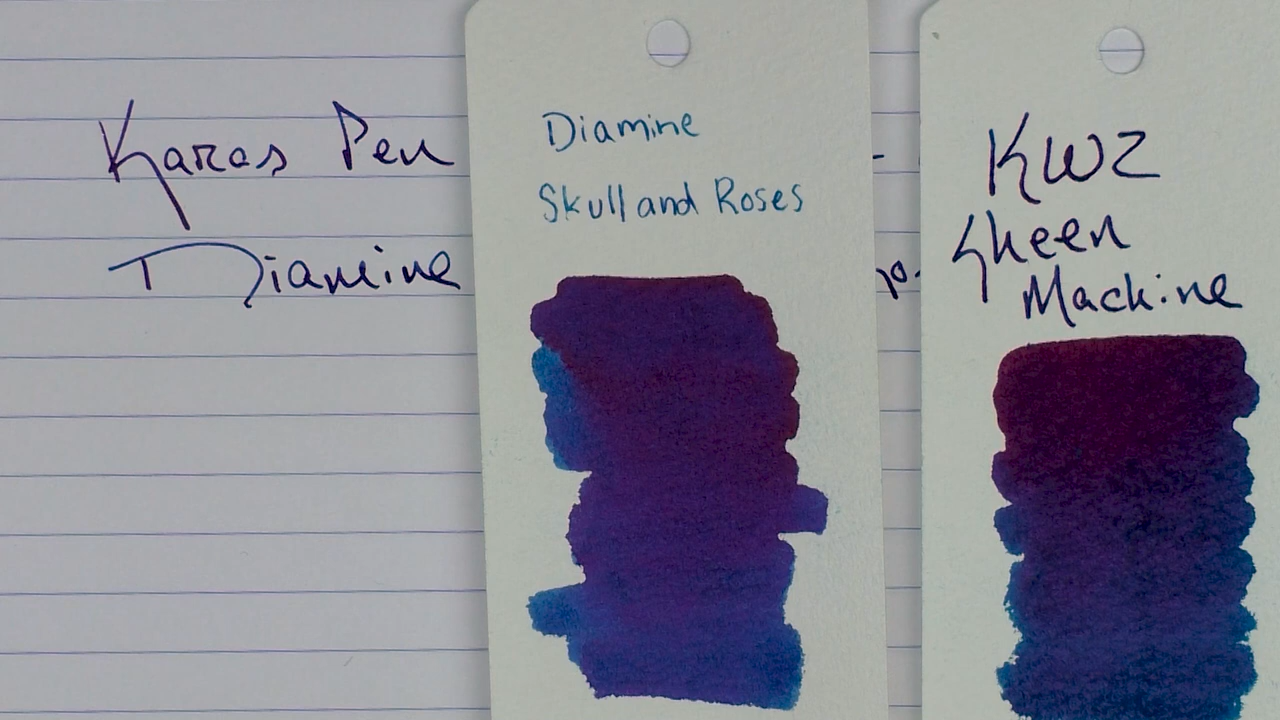 Karas Pen
Diamine
Diamine
Skull and Roses
KWZ
Sheen
Machine